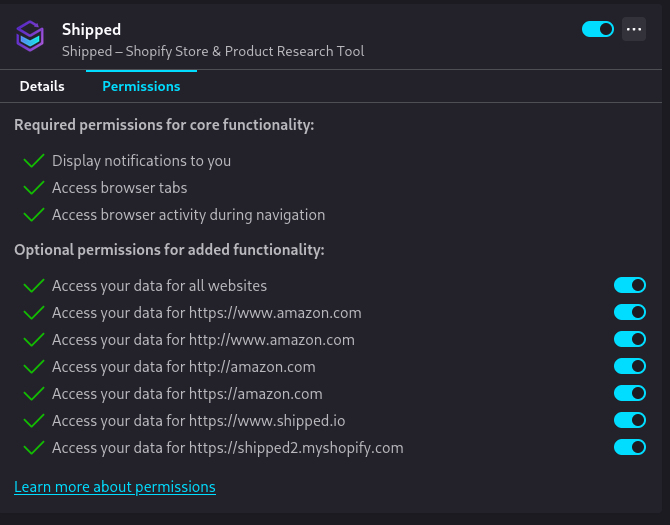 Shipped
Shipped – Shopify Store & Product Research Tool
Details Permissions
Required permissions for core functionality:
Display notifications to you
Access browser tabs
Access browser activity during navigation
Optional permissions for added functionality:
Access your data for all websites
Access your data for https://www.amazon.com
Access your data for http://www.amazon.com
Access your data for http://amazon.com
Access your data for https://amazon.com
Access your data for https://www.shipped.io
Access your data for https://shipped2.myshopify.com
Learn more about permissions